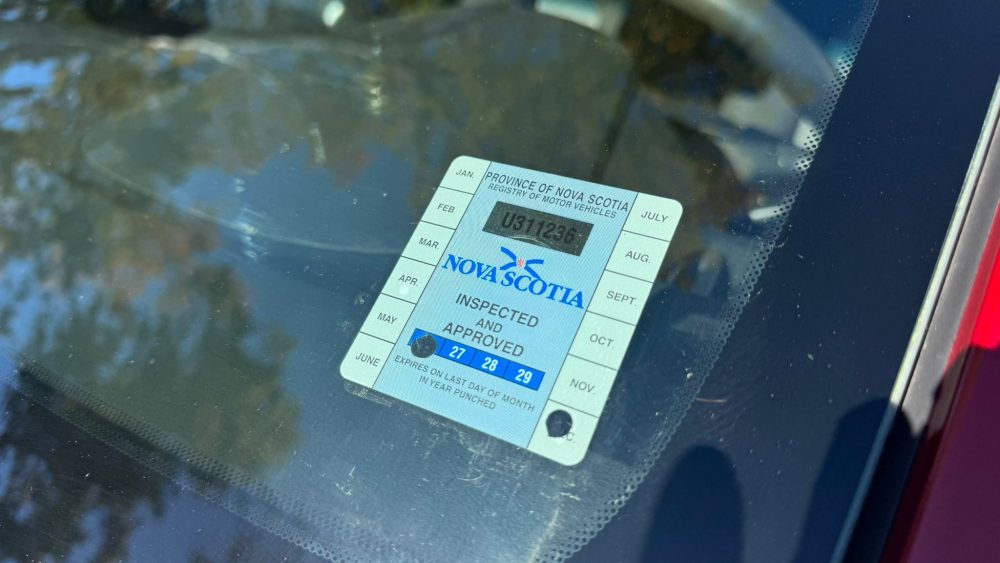 PROVINCE OF NOVA SCOTIA
REGISTRY OF MOTOR VEHICLES
U311236
NOVA SCOTIA
INSPECTED
AND
APPROVED
27 28 29
EXPIRES ON LAST DAY OF MONTH
IN YEAR PUNCHED
JAN.
FEB.
MAR.
APR.
MAY
JUNE
JULY
AUG.
SEPT.
OCT.
NOV.